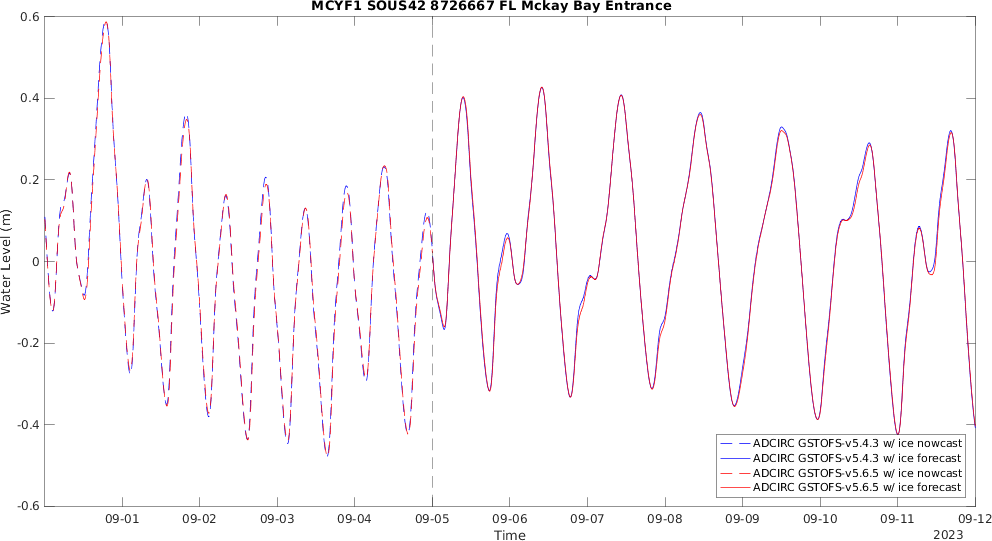 MCYF1 SOUS42 8726667 FL Mckay Bay Entrance
0.6
0.4
0.2
0
-0.2
-0.4
-0.6
Water Level (m)
09-01 09-02 09-03 09-04 09-05 09-06 09-07 09-08 09-09 09-10 09-11 09-12
Time
2023
ADCIRC GSTOFS-v5.4.3 w/ ice nowcast
ADCIRC GSTOFS-v5.4.3 w/ ice forecast
ADCIRC GSTOFS-v5.6.5 w/ ice nowcast
ADCIRC GSTOFS-v5.6.5 w/ ice forecast